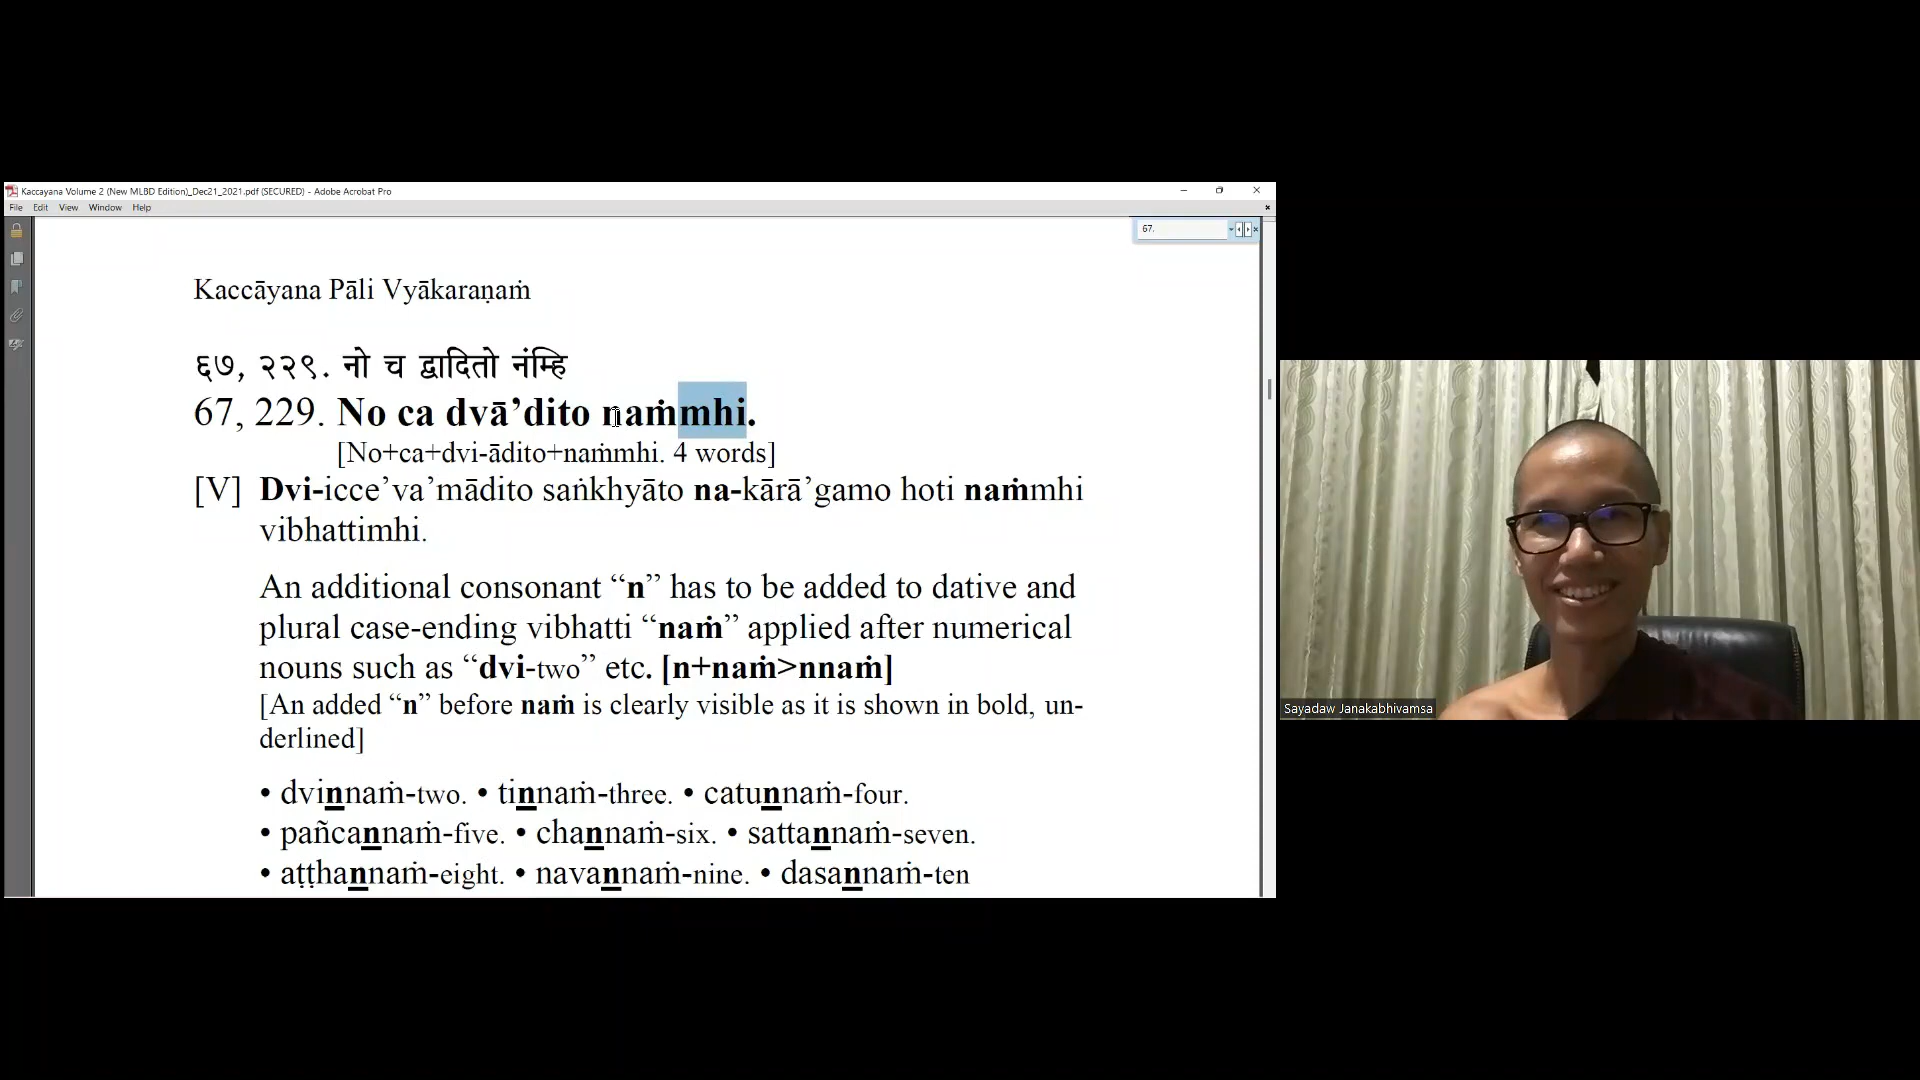 Kaccayana Volume 2 (New MLBD Edition)_Dec21_2021.pdf (SECURED) - Adobe Acrobat Pro
File Edit View Window Help
67.
Kaccāyana Pāli Vyākaraṇaṁ
६७, २२९. नो च द्वादितो नंम्हि
67, 229. No ca dvā’dito naṁmhi.
[No+ca+dvi-ādito+naṁmhi. 4 words]
[V] Dvi-icce’va’mādito saṅkhyāto na-kārā’gamo hoti naṁmhi
vibhattimhi.
An additional consonant “n” has to be added to dative and
plural case-ending vibhatti “naṁ” applied after numerical
nouns such as “dvi-two” etc. [n+naṁ>nnaṁ]
[An added “n” before naṁ is clearly visible as it is shown in bold, un-
derlined]
• dvinnaṁ-two. • tinnaṁ-three. • catunnaṁ-four.
• pañcannaṁ-five. • channaṁ-six. • sattannaṁ-seven.
• aṭṭhannaṁ-eight. • navannaṁ-nine. • dasannaṁ-ten
Sayadaw Janakabhivamsa